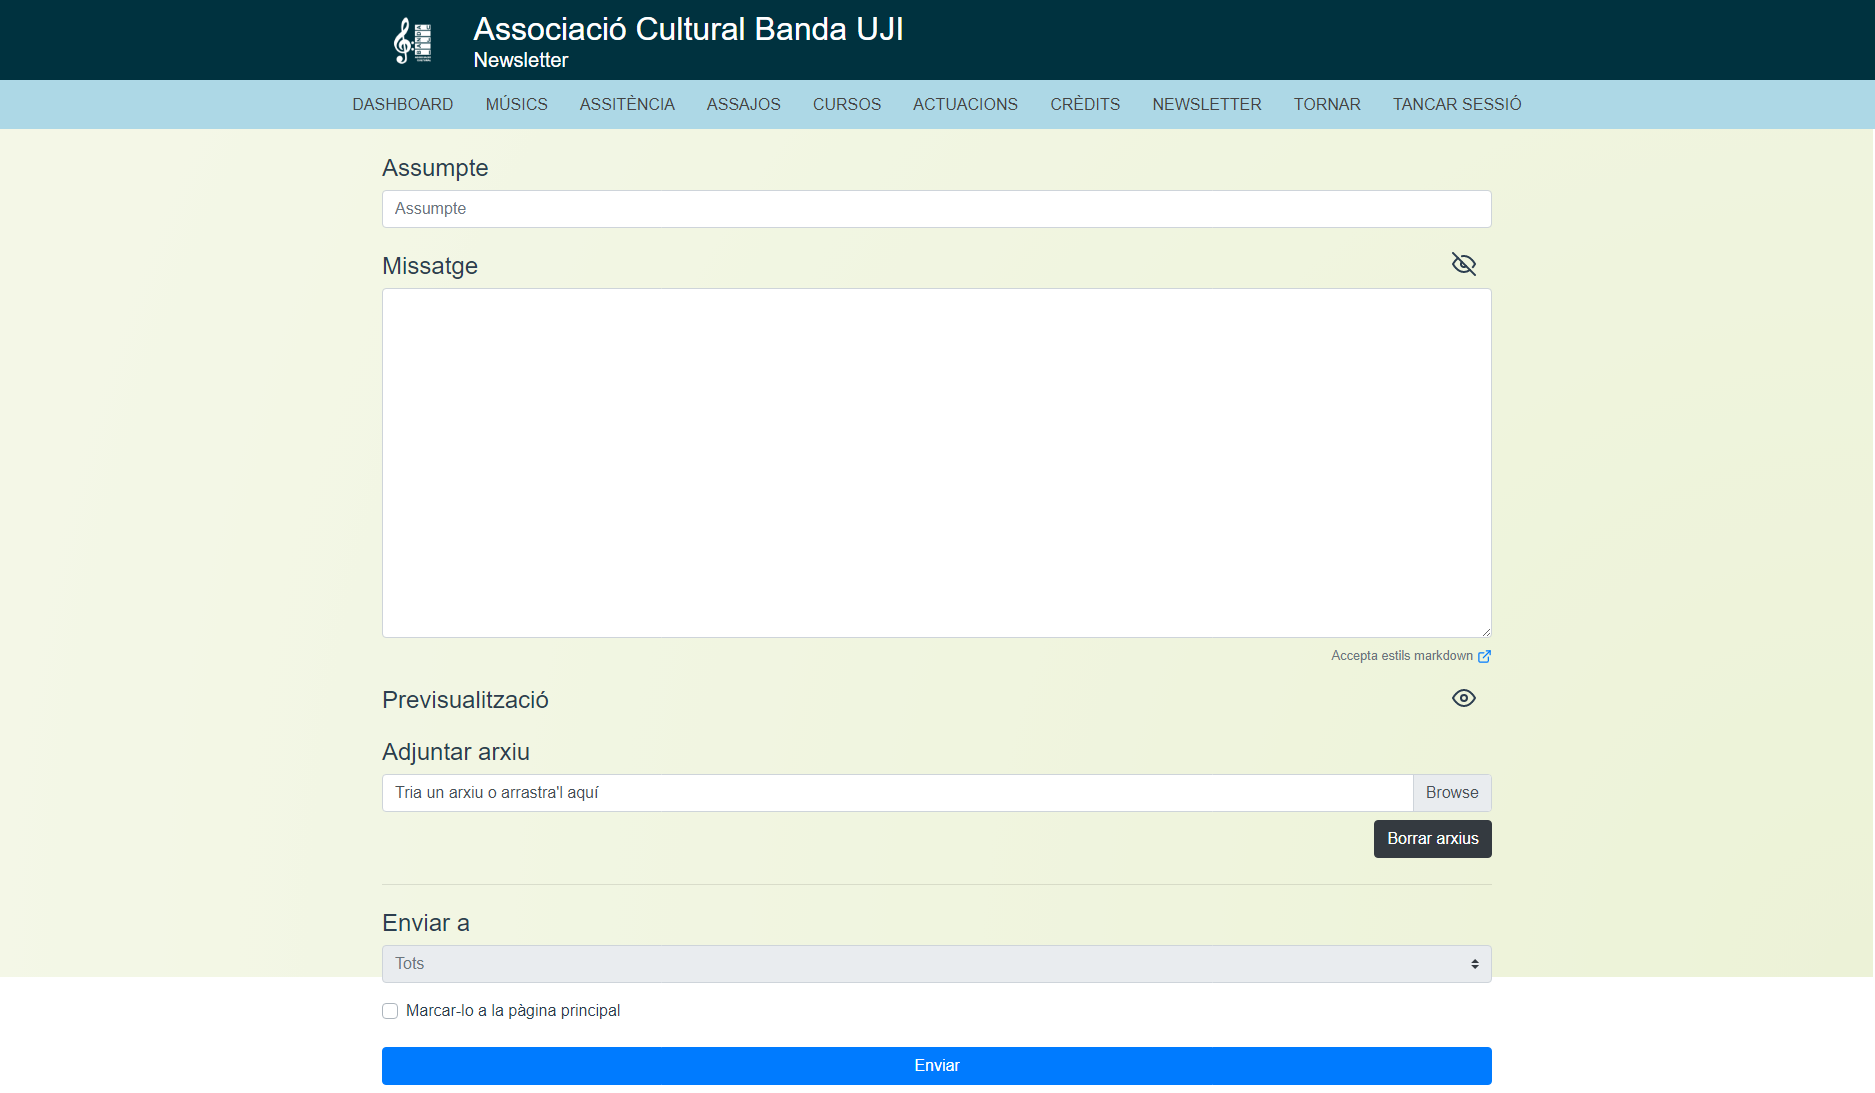 Associació Cultural Banda UJI
Newsletter
DASHBOARD MÚSICS ASSITÈNCIA ASSAJOS CURSOS ACTUACIONS CRÈDITS NEWSLETTER TORNAR TANCAR SESSIÓ
Assumpte
Assumpte
Missatge
Accepta estils markdown
Previsualització
Adjuntar arxiu
Tria un arxiu o arrastra'l aquí Browse
Borrar arxius
Enviar a
Tots
Marcar-lo a la pàgina principal
Enviar